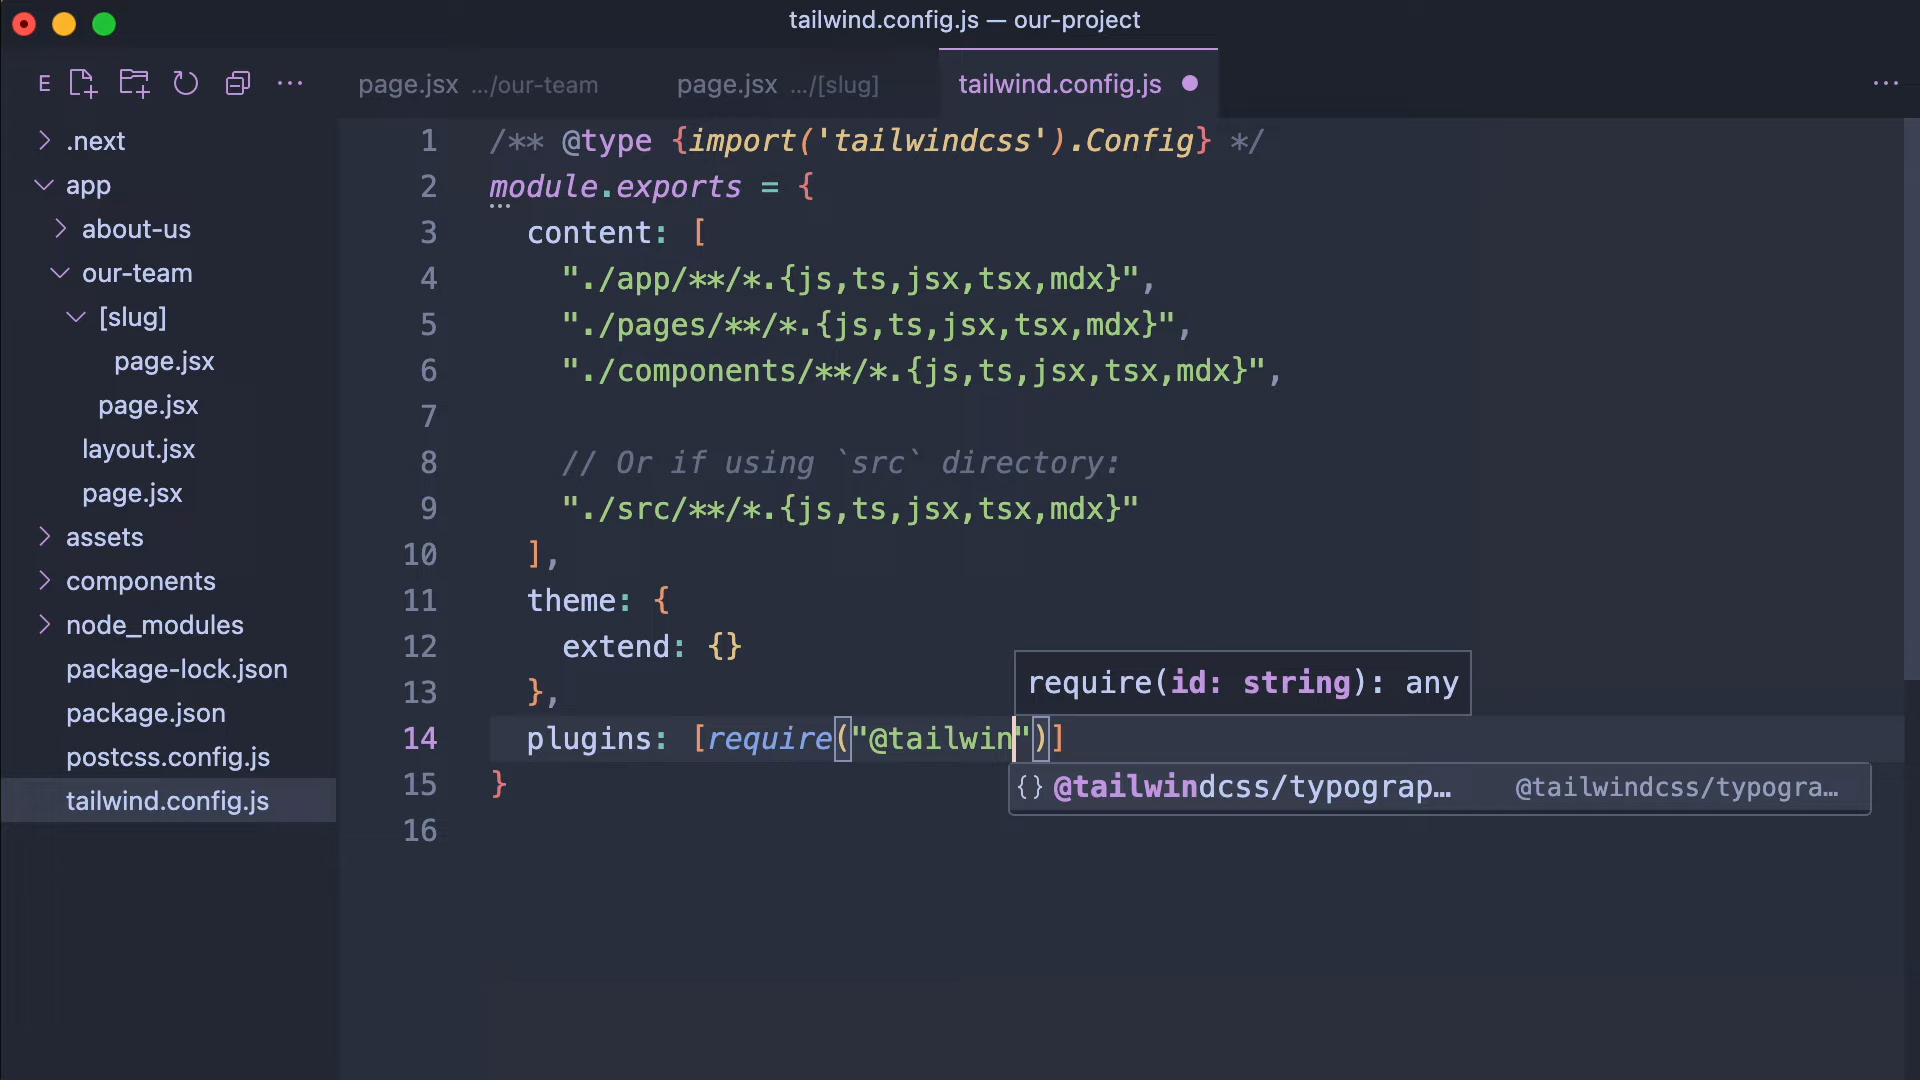 tailwind.config.js — our-project
E
page.jsx .../our-team
page.jsx .../[slug]
tailwind.config.js
.next
app
about-us
our-team
[slug]
page.jsx
page.jsx
layout.jsx
page.jsx
assets
components
node_modules
package-lock.json
package.json
postcss.config.js
tailwind.config.js
1 /** @type {import('tailwindcss').Config} */
2 module.exports = {
3 content: [
4 "./app/**/*.{js,ts,jsx,tsx,mdx}",
5 "./pages/**/*.{js,ts,jsx,tsx,mdx}",
6 "./components/**/*.{js,ts,jsx,tsx,mdx}",
7
8 // Or if using `src` directory:
9 "./src/**/*.{js,ts,jsx,tsx,mdx}"
10 ],
11 theme: {
12 extend: {}
13 },
require(id: string): any
14 plugins: [require("@tailwin")]
15 }
{} @tailwindcss/typograp… @tailwindcss/typogra…
16